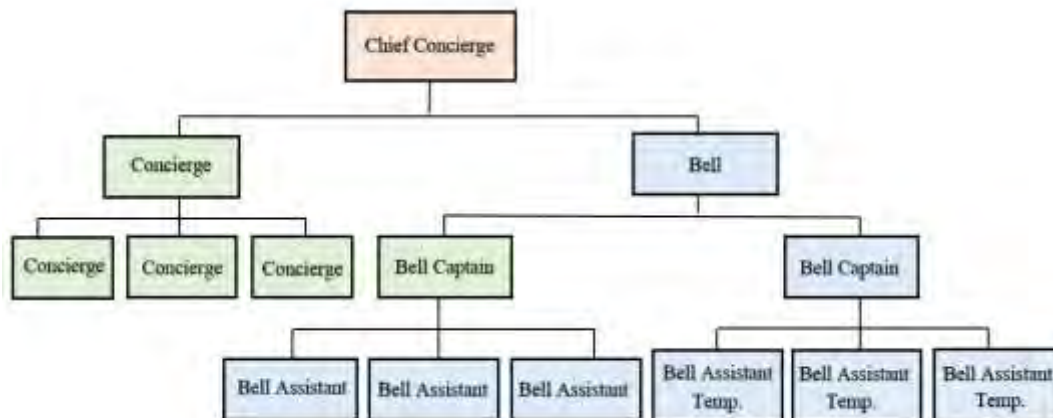 Chief Concierge
Concierge
Bell
Concierge
Concierge
Concierge
Bell Captain
Bell Captain
Bell Assistant
Bell Assistant
Bell Assistant
Bell Assistant
Temp.
Bell Assistant
Temp.
Bell Assistant
Temp.